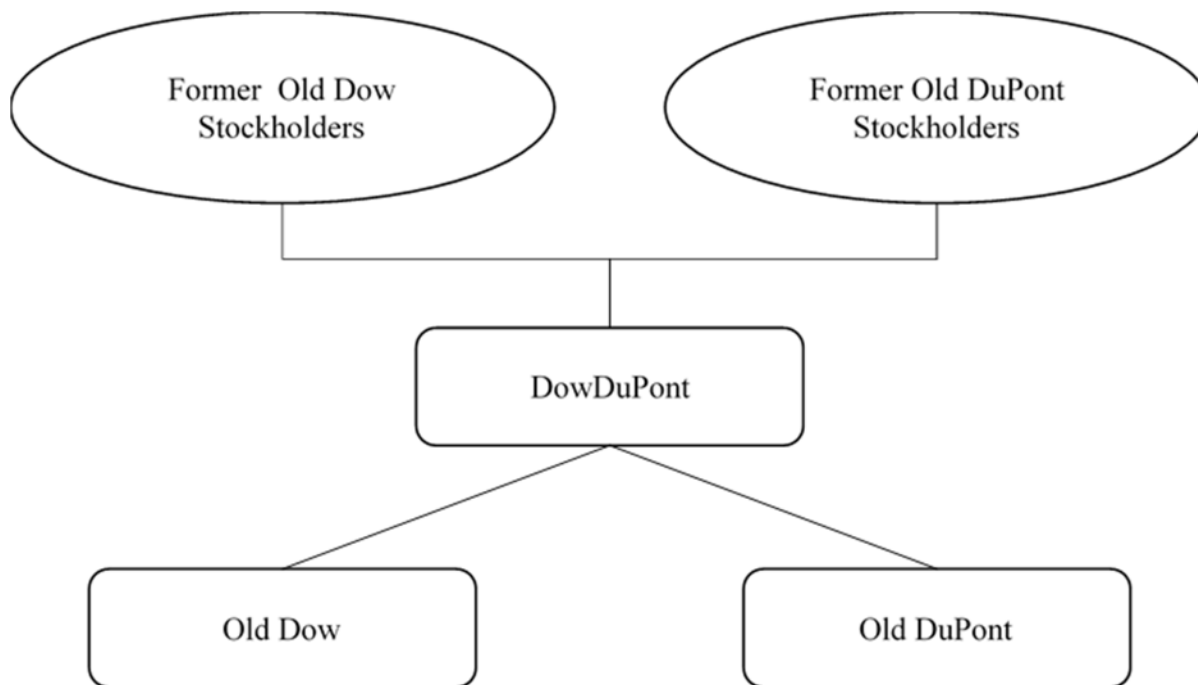 Former Old Dow
Stockholders
Former Old DuPont
Stockholders
DowDuPont
Old Dow
Old DuPont